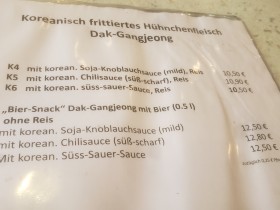 Koreanisch frittiertes Hühnchenfleisch
Dak-Gangjeong
K4 mit korean. Soja-Knoblauchsauce (mild), Reis 10,50 €
K5 mit korean. Chilisauce (süß-scharf), Reis 10,90 €
K6 mit korean. süss-sauer-Sauce, Reis 10,50 €
„Bier-Snack“ Dak-Gangjeong mit Bier (0.5 l)
ohne Reis
mit korean. Soja-Knoblauchsauce (mild) 12,50 €
mit korean. Chilisauce (süß-scharf) 12,80 €
Mit korean. Süss-Sauer-Sauce 12,50 €